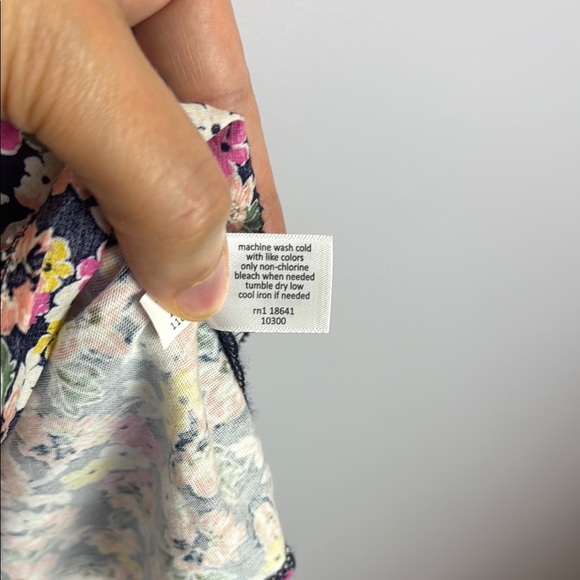 machine wash cold
with like colors
only non-chlorine
bleach when needed
tumble dry low
cool iron if needed
rn1 18641
10300